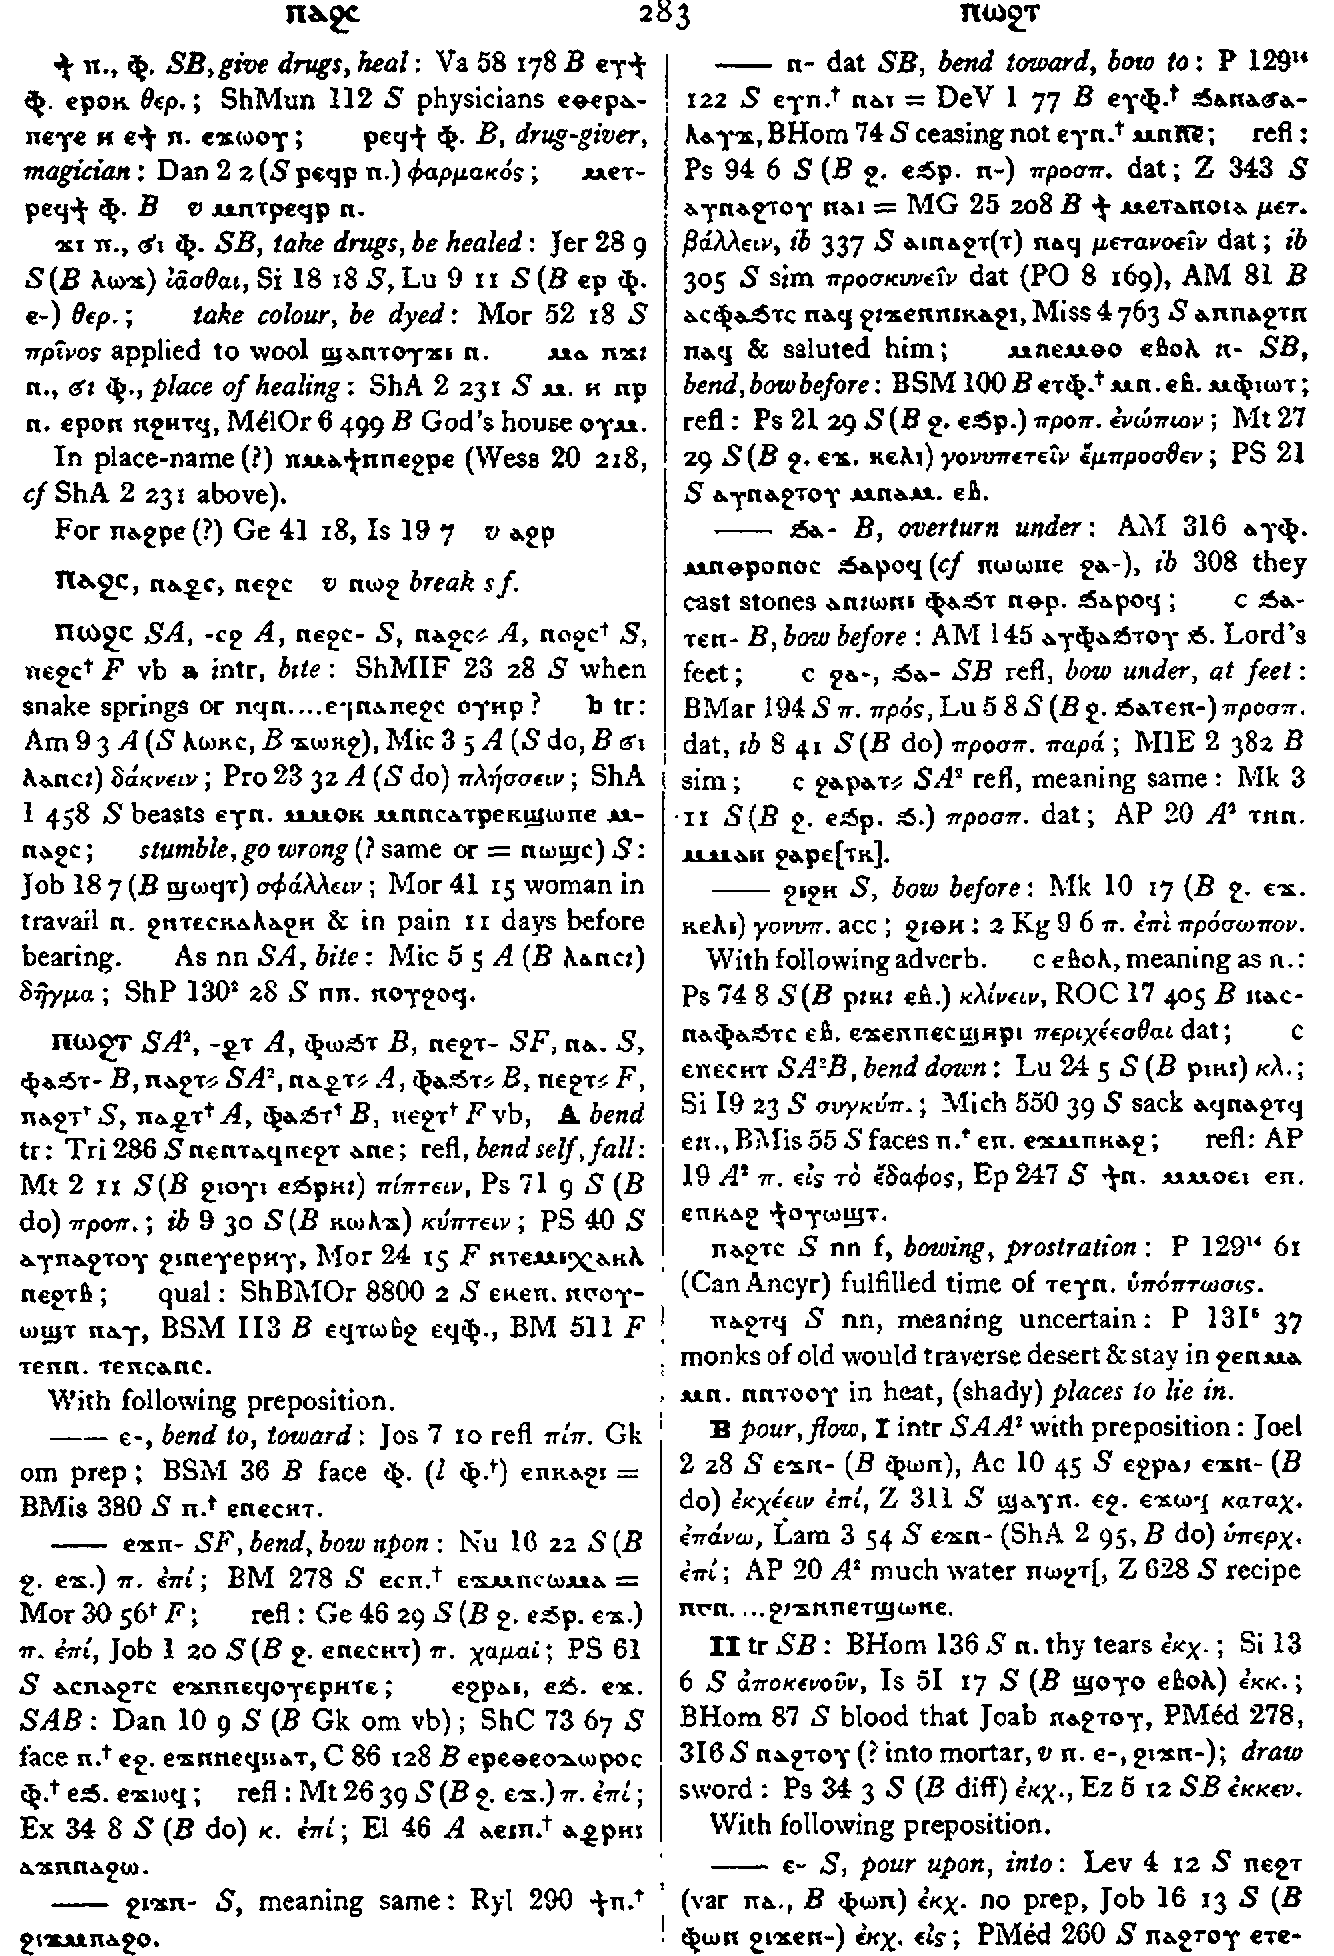 ⲡⲁϩⲥ 283 ⲡⲱϩⲧ
ϯ ⲡ., ⲫ. SB, give drugs, heal: Va 58 178 B ⲉⲩϯ
ⲫ. ⲉⲣⲟⲛ θερ.; ShMun 112 S physicians ⲉⲑⲉⲣⲁ-
ⲡⲉⲩⲉ ⲏ ⲉϯ ⲡ. ⲉϫⲱⲟⲩ; ⲣⲉϥϯ ⲫ. B, drug-giver,
magician: Dan 2 2 (S ⲣⲉϥⲣ ⲡ.) φαρμακός; ⲙⲉⲧ-
ⲣⲉϥϯ ⲫ. B v ⲙⲛⲧⲣⲉϥⲣ ⲡ.
ϫⲓ ⲡ., ϭⲓ ⲫ. SB, take drugs, be healed: Jer 28 9
S (B ⲗⲱϫ) ἰᾶσθαι, Si 18 18 S, Lu 9 11 S (B ⲉⲣ ⲫ.
ⲉ-) θερ.; take colour, be dyed: Mor 52 18 S
πρῖνος applied to wool ϣⲁⲛⲧⲟⲩϫⲓ ⲡ. ⲙⲁ ⲛϫⲓ
ⲡ., ϭⲓ ⲫ., place of healing: ShA 2 231 S ⲙ. ⲛ ⲡⲣ
ⲡ. ⲉⲣⲟⲛ ⲛϩⲏⲧϥ, MélOr 6 499 B God's house ⲟⲩⲙ.
In place-name (?) ⲡⲙⲁϯⲡⲡⲉϩⲣⲉ (Wess 20 218,
cf ShA 2 231 above).
For ⲡⲁϩⲣⲉ (?) Ge 41 18, Is 19 7 v ⲁϩⲣ
ⲡⲁϩⲥ, ⲡⲁϩⲥ, ⲡⲉϩⲥ v ⲡⲱϩ break s f.
ⲡⲱϩⲥ SA, -ⲥϩ A, ⲡⲉϩⲥ- S, ⲡⲁϩⲥ⸗ A, ⲡⲟϩⲥ† S,
ⲡⲉϩⲥ† F vb a intr, bite: ShMIF 23 28 S when
snake springs or ⲛϥⲡ....ⲉϥⲛⲁⲡⲉϩⲥ ⲟⲩⲏⲣ? b tr:
Am 9 3 A (S ⲗⲱⲕⲥ, B ϫⲱⲕϩ), Mic 3 5 A (S do, B ϭⲓ
ⲗⲁⲡⲥⲓ) δάκνειν; Pro 23 32 A (S do) πλήσσειν; ShA
1 458 S beasts ⲉⲩⲡ. ⲙⲙⲟⲕ ⲙⲡⲛⲥⲁⲧⲣⲉⲕϣⲱⲡⲉ ⲙ-
ⲡⲁϩⲥ; stumble, go wrong (? same or = ⲡⲱϣⲥ) S:
Job 18 7 (B ϣⲱϥⲧ) σφάλλειν; Mor 41 15 woman in
travail ⲡ. ϩⲛⲧⲉⲥⲕⲁⲗⲁϩⲏ & in pain 11 days before
bearing. As nn SA, bite: Mic 5 5 A (B ⲗⲁⲡⲥⲓ)
δῆγμα; ShP 130² 28 S ⲡⲡ. ⲛⲟⲩϩⲟϥ.
ⲡⲱϩⲧ SA², -ϩⲧ A, ⲫⲱϧⲧ B, ⲡⲉϩⲧ- SF, ⲡⲁ. S,
ⲫⲁϧⲧ- B, ⲡⲁϩⲧ⸗ SA², ⲡⲁϩⲧ⸗ A, ⲫⲁϧⲧ⸗ B, ⲡⲉϩⲧ⸗ F,
ⲡⲁϩⲧ† S, ⲡⲁϩⲧ† A, ⲫⲁϧⲧ† B, ⲡⲉϩⲧ† F vb, A bend
tr: Tri 286 S ⲡⲉⲛⲧⲁϥⲡⲉϩⲧ ⲁⲡⲉ; refl, bend self, fall:
Mt 2 11 S (B ϩⲓⲟⲩⲓ ⲉϧⲣⲏⲓ) πίπτειν, Ps 71 9 S (B
do) προπ.; ib 9 30 S (B ⲕⲱⲗϫ) κύπτειν; PS 40 S
ⲁⲩⲡⲁϩⲧⲟⲩ ϩⲓⲛⲉⲩⲉⲣⲏⲩ, Mor 24 15 F ⲛⲧⲉⲙⲓⲭⲁⲏⲗ
ⲡⲉϩⲧⲃ; qual: ShBMOr 8800 2 S ⲉⲕⲉⲡ. ⲛⲥⲟⲩ-
ⲱϣⲧ ⲛⲁⲩ, BSM 113 B ⲉϥⲧⲱⲃϩ ⲉϥⲫ., BM 511 F
ⲧⲉⲛⲡ. ⲧⲉⲛⲥⲁⲡⲥ.
With following preposition.
—— ⲉ-, bend to, toward: Jos 7 10 refl πίπ. Gk
om prep; BSM 36 B face ⲫ. (l ⲫ.†) ⲉⲡⲕⲁϩⲓ =
BMis 380 S ⲡ.† ⲉⲡⲉⲥⲏⲧ.
—— ⲉϫⲛ- SF, bend, bow upon: Nu 16 22 S (B
ϩ. ⲉϫ.) π. ἐπί; BM 278 S ⲉⲥⲡ.† ⲉϫⲙⲡⲥⲱⲙⲁ =
Mor 30 56† F; refl: Ge 46 29 S (B ϩ. ⲉϧⲣ. ⲉϫ.)
π. ἐπί, Job 1 20 S (B ϩ. ⲉⲡⲉⲥⲏⲧ) π. χαμαί; PS 61
S ⲁⲥⲡⲁϩⲧⲥ ⲉϫⲛⲛⲉϥⲟⲩⲉⲣⲏⲧⲉ; ⲉϩⲣⲁⲓ, ⲉϧ. ⲉϫ.
SAB: Dan 10 9 S (B Gk om vb); ShC 73 67 S
face ⲡ.† ⲉϩ. ⲉϫⲛⲛⲉϥⲡⲁⲧ, C 86 128 B ⲉⲣⲉⲑⲉⲟⲇⲱⲣⲟⲥ
ⲫ.† ⲉϧ. ⲉϫⲱϥ; refl: Mt 26 39 S (B ϩ. ⲉϫ.) π. ἐπί;
Ex 34 8 S (B do) κ. ἐπί; El 46 A ⲁⲉⲓⲡ.† ⲁϩⲣⲏⲓ
ⲁϫⲛⲡⲁϩⲱ.
—— ϩⲓϫⲛ- S, meaning same: Ryl 290 ϯⲡ.†
ϩⲓϫⲙⲡⲁϩⲟ.
—— ⲛ- dat SB, bend toward, bow to: P 129¹⁴
122 S ⲉⲩⲡ.† ⲛⲁⲓ = DeV 1 77 B ⲉⲩⲫ.† ϧⲁⲛⲁϭⲁ-
ⲗⲁⲩϫ, BHom 74 S ceasing not ⲉⲩⲡ.† ⲙⲡⲛⲉ; refl:
Ps 94 6 S (B ϩ. ⲉϧⲣ. ⲛ-) προσπ. dat; Z 343 S
ⲁⲩⲡⲁϩⲧⲟⲩ ⲛⲁⲓ = MG 25 208 B ϯ ⲙⲉⲧⲁⲛⲟⲓⲁ μετ.
βάλλειν, ib 337 S ⲁⲓⲡⲁϩⲧ(ⲧ) ⲛⲁϥ μετανοεῖν dat; ib
305 S sim προσκυνεῖν dat (PO 8 169), AM 81 B
ⲁⲥⲫⲁϧⲧⲥ ⲛⲁϥ ϩⲓϫⲉⲛⲡⲓⲕⲁϩⲓ, Miss 4 763 S ⲁⲛⲡⲁϩⲧⲛ
ⲛⲁϥ & saluted him; ⲙⲡⲉⲙⲑⲟ ⲉⲃⲟⲗ ⲛ- SB,
bend, bow before: BSM 100 B ⲉⲧⲫ.† ⲙⲡ. ⲉⲃ. ⲙⲫⲓⲱⲧ;
refl: Ps 21 29 S (B ϩ. ⲉϧⲣ.) προπ. ἐνώπιον; Mt 27
29 S (B ϩ. ⲉϫ. ⲕⲉⲗⲓ) γονυπετεῖν ἔμπροσθεν; PS 21
S ⲁⲩⲡⲁϩⲧⲟⲩ ⲙⲡⲁⲙ. ⲉⲃ.
—— ϧⲁ- B, overturn under: AM 316 ⲁⲩⲫ.
ⲙⲡⲑⲣⲟⲛⲟⲥ ϧⲁⲣⲟϥ (cf ⲡⲱⲱⲛⲉ ϩⲁ-), ib 308 they
cast stones ⲁⲛⲓⲱⲛⲓ ⲫⲁϧⲧ ⲡⲑⲣ. ϧⲁⲣⲟϥ; c ϧⲁ-
ⲧⲉⲛ- B, bow before: AM 145 ⲁⲩⲫⲁϧⲧⲟⲩ ϧ. Lord's
feet; c ϩⲁ-, ϧⲁ- SB refl, bow under, at feet:
BMar 194 S π. πρός, Lu 5 8 S (B ϩ. ϧⲁⲧⲉⲛ-) προσπ.
dat, ib 8 41 S (B do) προσπ. παρά; MIE 2 382 B
sim; c ϩⲁⲣⲁⲧ⸗ SA² refl, meaning same: Mk 3
11 S (B ϩ. ⲉϧⲣ. ϧ.) προσπ. dat; AP 20 A² ⲧⲛⲡ.
ⲙⲙⲁⲛ ϩⲁⲣⲉ[ⲧⲕ].
—— ϩⲓϩⲏ S, bow before: Mk 10 17 (B ϩ. ⲉϫ.
ⲕⲉⲗⲓ) γονυπ. acc; ϩⲓⲑⲏ: 2 Kg 9 6 π. ἐπὶ πρόσωπον.
With following adverb. c ⲉⲃⲟⲗ, meaning as n.:
Ps 74 8 S (B ⲣⲓⲕⲓ ⲉⲃ.) κλίνειν, ROC 17 405 B ⲛⲁⲥ-
ⲛⲁⲫⲁϧⲧⲥ ⲉⲃ. ⲉϫⲉⲛⲡⲉⲥϣⲏⲣⲓ περιχέεσθαι dat; c
ⲉⲡⲉⲥⲏⲧ SA²B, bend down: Lu 24 5 S (B ⲣⲓⲕⲓ) κλ.;
Si 19 23 S συγκύπ.; Mich 550 39 S sack ⲁϥⲡⲁϩⲧϥ
ⲉⲡ., BMis 55 S faces ⲡ.† ⲉⲡ. ⲉϫⲙⲡⲕⲁϩ; refl: AP
19 A² π. εἰς τὸ ἔδαφος, Ep 247 S ϯⲡ. ⲙⲙⲟⲉⲓ ⲉⲡ.
ⲉⲡⲕⲁϩ ϯⲟⲩⲱϣⲧ.
ⲡⲁϩⲧⲥ S nn f, bowing, prostration: P 129¹⁴ 61
(Can Ancyr) fulfilled time of ⲧⲉⲩⲡ. ὑπόπτωσις.
ⲡⲁϩⲧϥ S nn, meaning uncertain: P 131⁶ 37
monks of old would traverse desert & stay in ϩⲉⲛⲙⲁ
ⲙⲡ. ⲛⲛⲧⲟⲟⲩ in heat, (shady) places to lie in.
B pour, flow, I intr SAA² with preposition: Joel
2 28 S ⲉϫⲛ- (B ⲫⲱⲛ), Ac 10 45 S ⲉϩⲣⲁⲓ ⲉϫⲛ- (B
do) ἐκχέειν ἐπί, Z 311 S ϣⲁⲩⲡ. ⲉϩ. ⲉϫⲱϥ καταχ.
ἐπάνω, Lam 3 54 S ⲉϫⲛ- (ShA 2 95, B do) ὑπερχ.
ἐπί; AP 20 A² much water ⲡⲱϩⲧ[, Z 628 S recipe
ⲛⲥⲡ....ϩⲓϫⲛⲡⲉⲧϣⲱⲛⲉ.
II tr SB: BHom 136 S ⲡ. thy tears ἐκχ.; Si 13
6 S ἀποκενοῦν, Is 51 17 S (B ϣⲟⲩⲟ ⲉⲃⲟⲗ) ἐκκ.;
BHom 87 S blood that Joab ⲡⲁϩⲧⲟⲩ, PMéd 278,
316 S ⲡⲁϩⲧⲟⲩ (? into mortar, v ⲡ. ⲉ-, ϩⲓϫⲛ-); draw
sword: Ps 34 3 S (B diff) ἐκχ., Ez 5 12 SB ἐκκεν.
With following preposition.
—— ⲉ- S, pour upon, into: Lev 4 12 S ⲡⲉϩⲧ
(var ⲡⲁ., B ⲫⲱⲛ) ἐκχ. no prep, Job 16 13 S (B
ⲫⲱⲛ ϩⲓϫⲉⲛ-) ἐκχ. εἰς; PMéd 260 S ⲡⲁϩⲧⲟⲩ ⲉⲧⲉ-